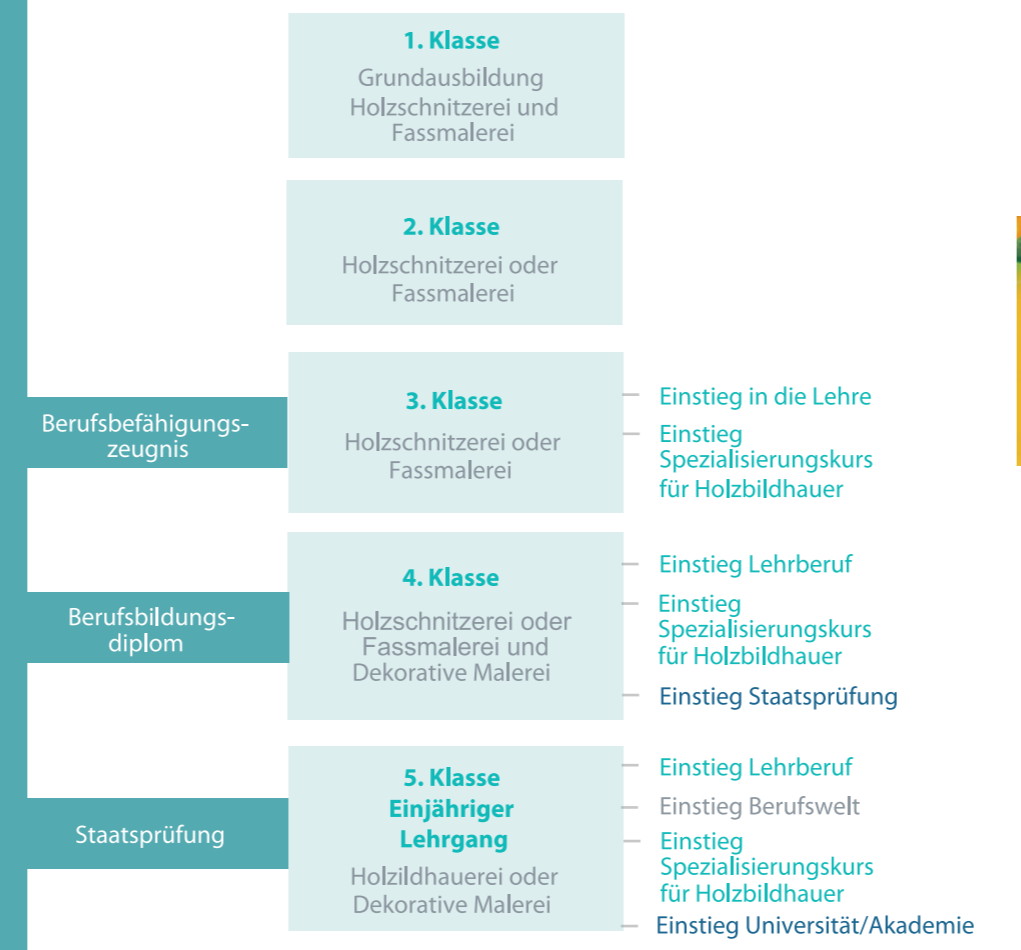 1. Klasse
Grundausbildung
Holzschnitzerei und
Fassmalerei
2. Klasse
Holzschnitzerei oder
Fassmalerei
Berufsbefähigungs-
zeugnis
3. Klasse
Holzschnitzerei oder
Fassmalerei
Einstieg in die Lehre
Einstieg
Spezialisierungskurs
für Holzbildhauer
Berufsbildungs-
diplom
4. Klasse
Holzschnitzerei oder
Fassmalerei und
Dekorative Malerei
Einstieg Lehrberuf
Einstieg
Spezialisierungskurs
für Holzbildhauer
Einstieg Staatsprüfung
Staatsprüfung
5. Klasse
Einjähriger
Lehrgang
Holzildhauerei oder
Dekorative Malerei
Einstieg Lehrberuf
Einstieg Berufswelt
Einstieg
Spezialisierungskurs
für Holzbildhauer
Einstieg Universität/Akademie